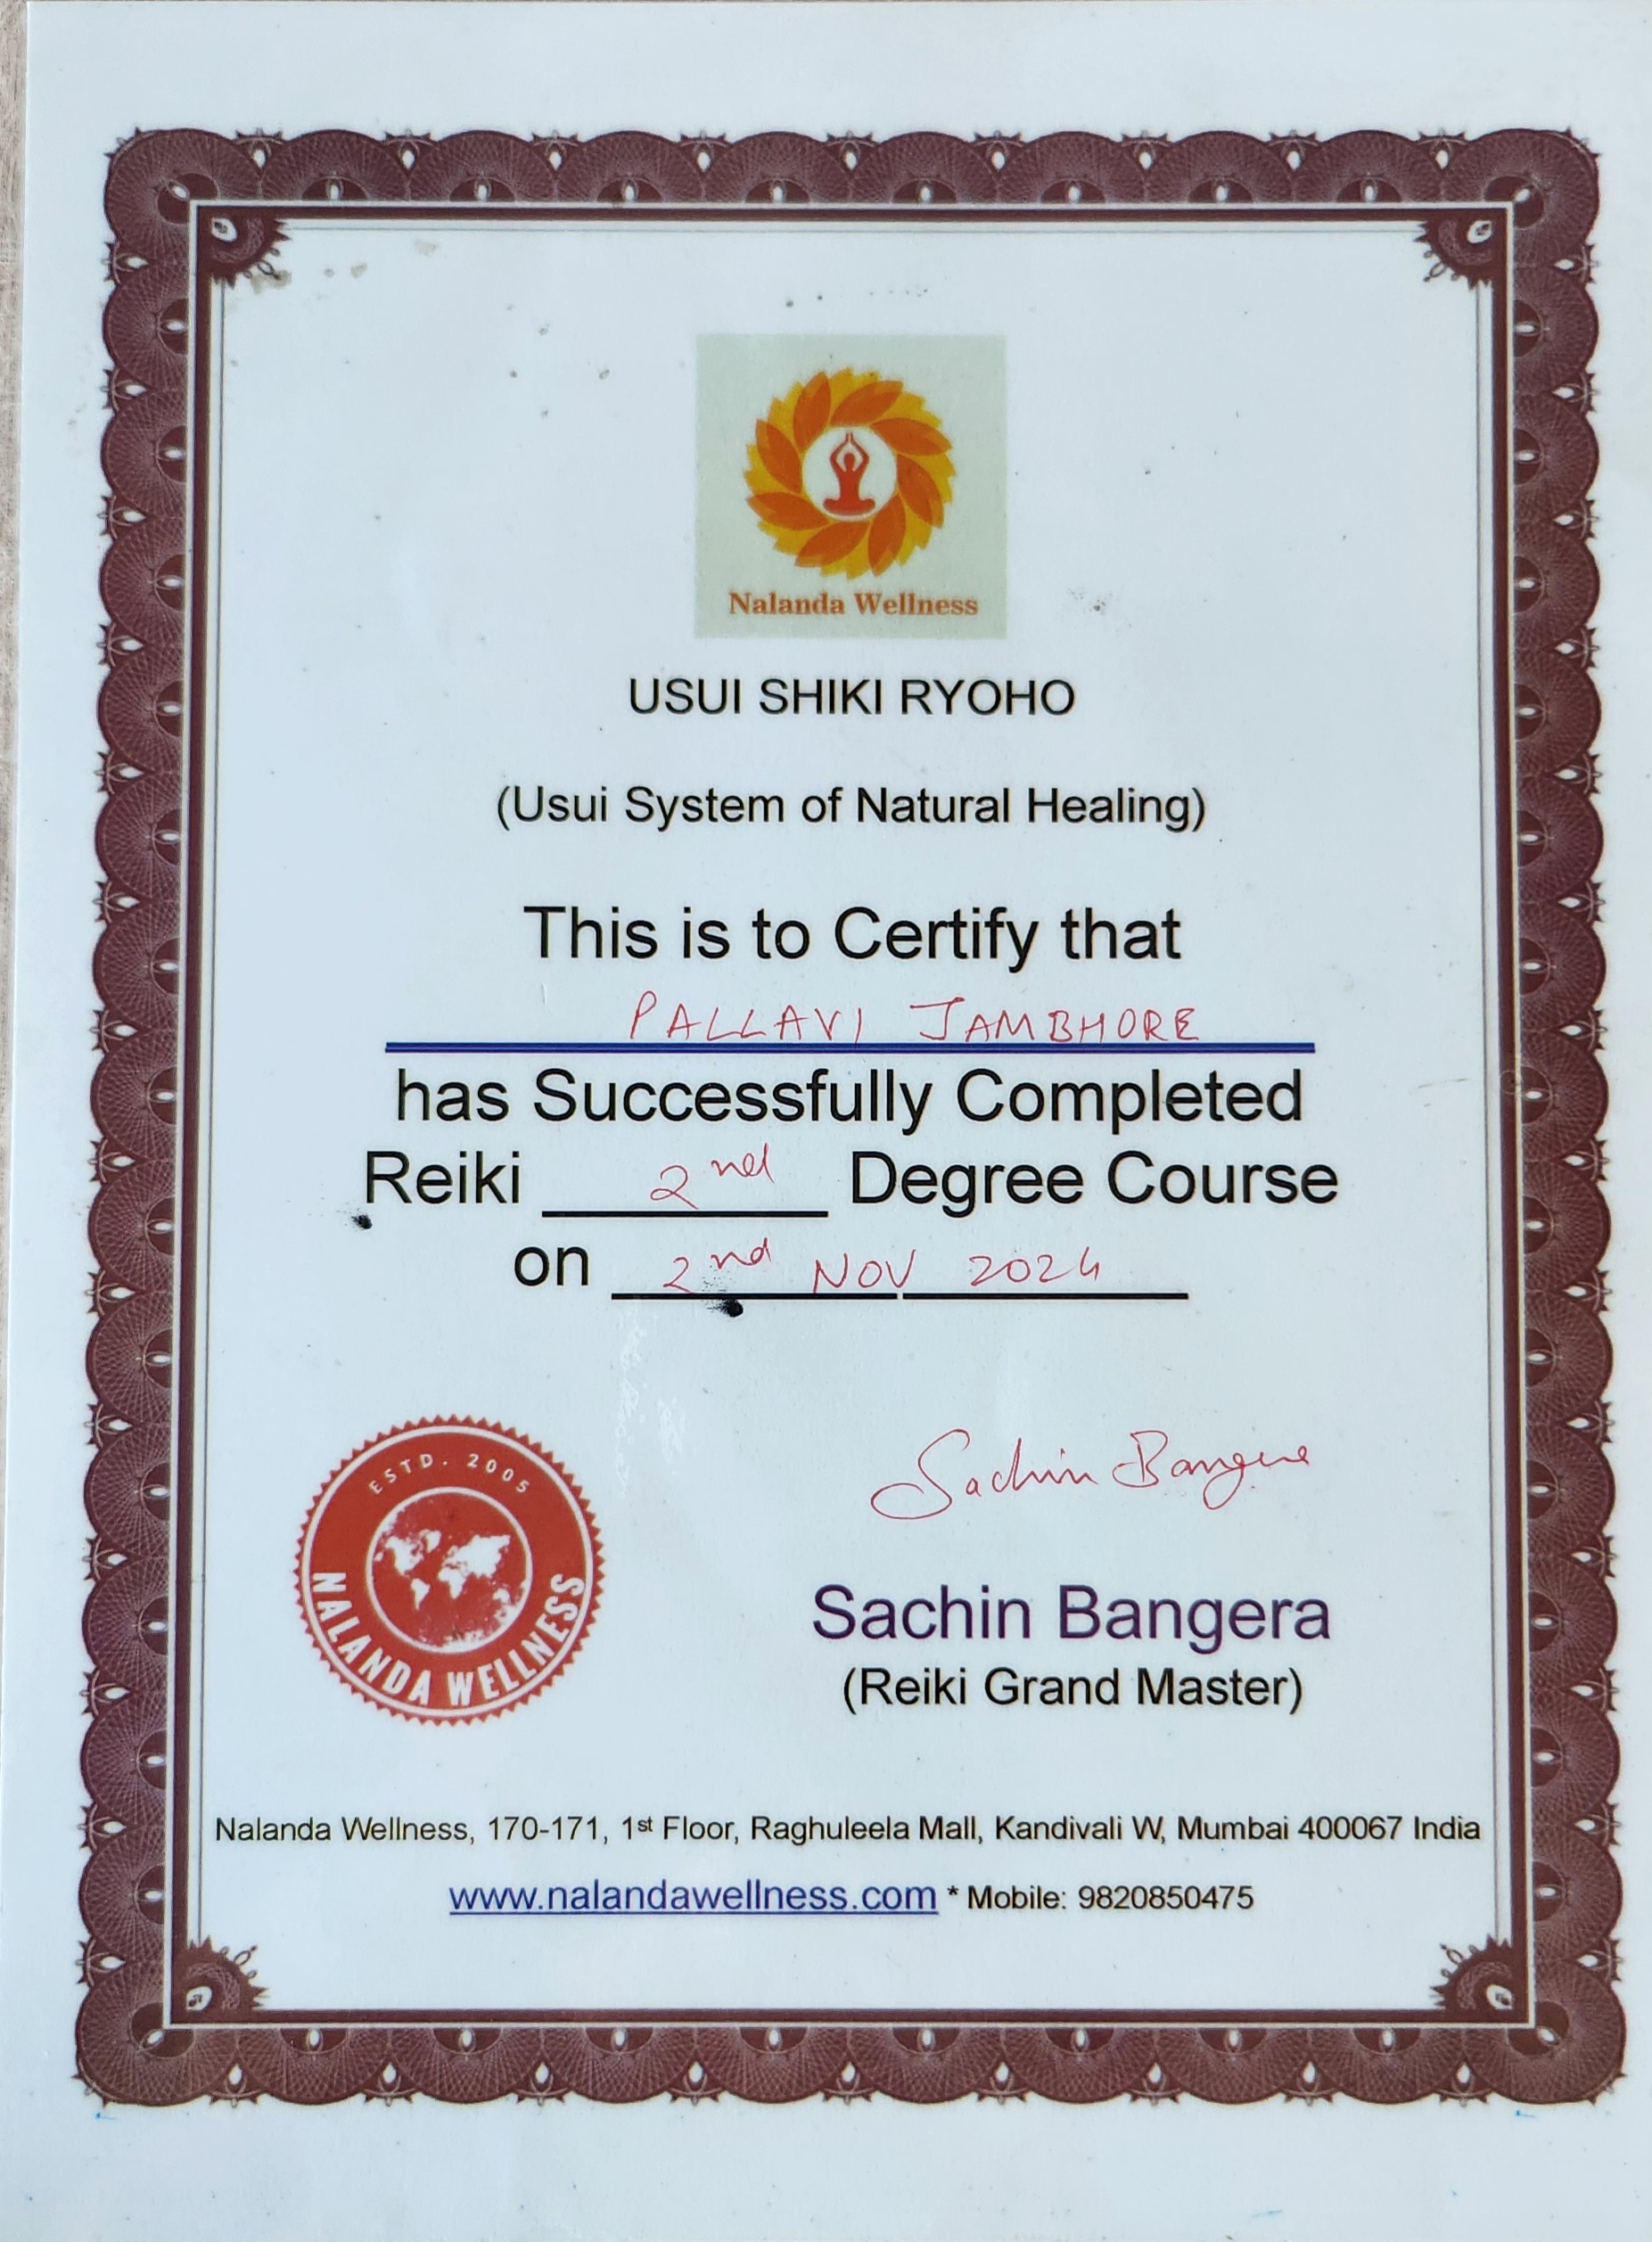 Nalanda Wellness
USUI SHIKI RYOHO
(Usui System of Natural Healing)
This is to Certify that
PALLAVI JAMBHORE
has Successfully Completed
Reiki 2nd Degree Course
on 2nd NOV 2024
ESTD. 2005
NALANDA WELLNESS
Sachin Bangera
Sachin Bangera
(Reiki Grand Master)
Nalanda Wellness, 170-171, 1st Floor, Raghuleela Mall, Kandivali W, Mumbai 400067 India
www.nalandawellness.com * Mobile: 9820850475